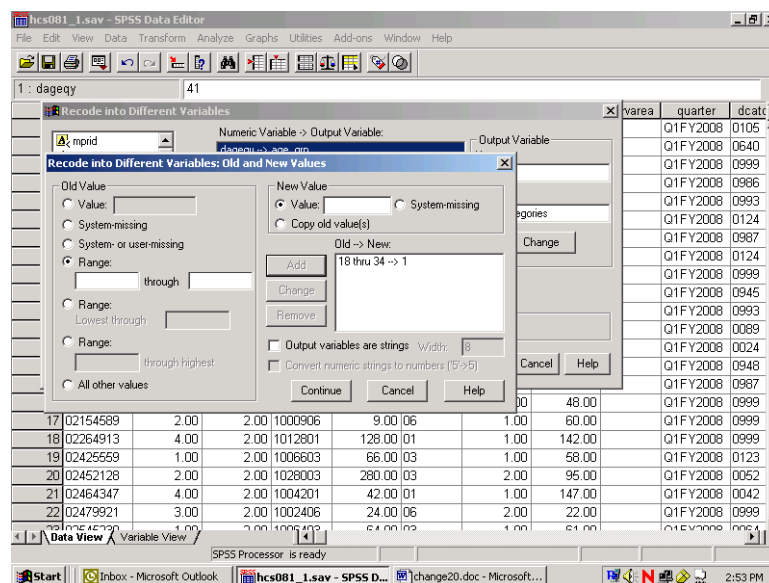 hcs081_1.sav - SPSS Data Editor
File Edit View Data Transform Analyze Graphs Utilities Add-ons Window Help
1 : dageqy 41
Recode into Different Variables
varea quarter dcatc
mprid
Numeric Variable -> Output Variable:
Output Variable
dageqy --> age_grp
Recode into Different Variables: Old and New Values
Old Value
Value:
System-missing
System- or user-missing
Range:
through
Range:
Lowest through
Range:
through highest
All other values
New Value
Value: System-missing
Copy old value(s)
Old --> New:
Add
18 thru 34 --> 1
Change
Remove
Output variables are strings Width: 8
Convert numeric strings to numbers ('5'->5)
Continue Cancel Help
egories
Change
Cancel Help
Q1FY2008 0105
Q1FY2008 0640
Q1FY2008 0999
Q1FY2008 0986
Q1FY2008 0993
Q1FY2008 0124
Q1FY2008 0987
Q1FY2008 0124
Q1FY2008 0999
Q1FY2008 0945
Q1FY2008 0993
Q1FY2008 0089
Q1FY2008 0024
Q1FY2008 0948
Q1FY2008 0987
00 48.00 Q1FY2008 0999
17 02154589 2.00 2.00 1000906 9.00 06 1.00 60.00 Q1FY2008 0999
18 02264913 4.00 2.00 1012801 128.00 01 1.00 142.00 Q1FY2008 0999
19 02425559 1.00 2.00 1006603 66.00 03 1.00 58.00 Q1FY2008 0123
20 02452128 2.00 2.00 1028003 280.00 03 2.00 95.00 Q1FY2008 0052
21 02464347 4.00 2.00 1004201 42.00 01 1.00 147.00 Q1FY2008 0042
22 02479921 3.00 2.00 1002406 24.00 06 2.00 22.00 Q1FY2008 0999
Data View Variable View
SPSS Processor is ready
Start Inbox - Microsoft Outlook hcs081_1.sav - SPSS D... change20.doc - Microsoft... 2:53 PM